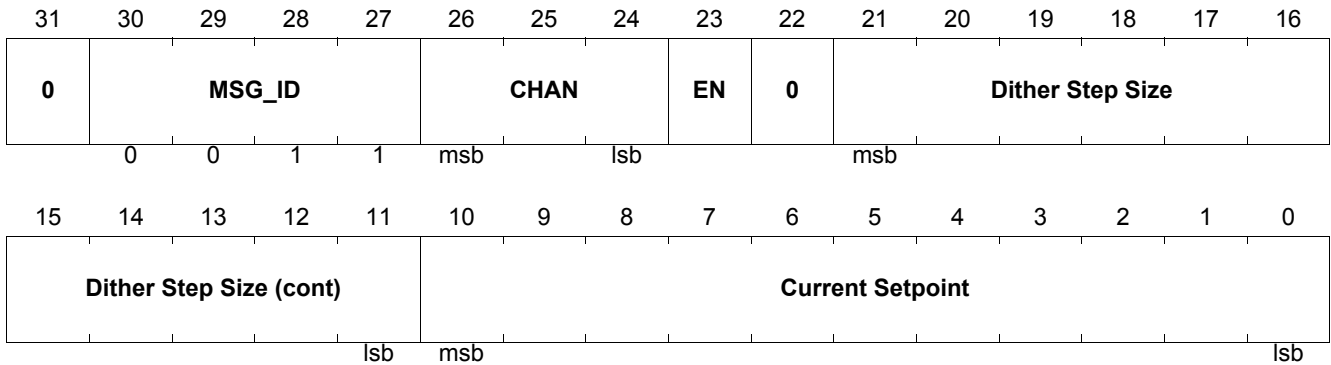 31 30 29 28 27 26 25 24 23 22 21 20 19 18 17 16
0 MSG_ID CHAN EN 0 Dither Step Size
0 0 1 1 msb lsb msb
15 14 13 12 11 10 9 8 7 6 5 4 3 2 1 0
Dither Step Size (cont) Current Setpoint
lsb msb lsb